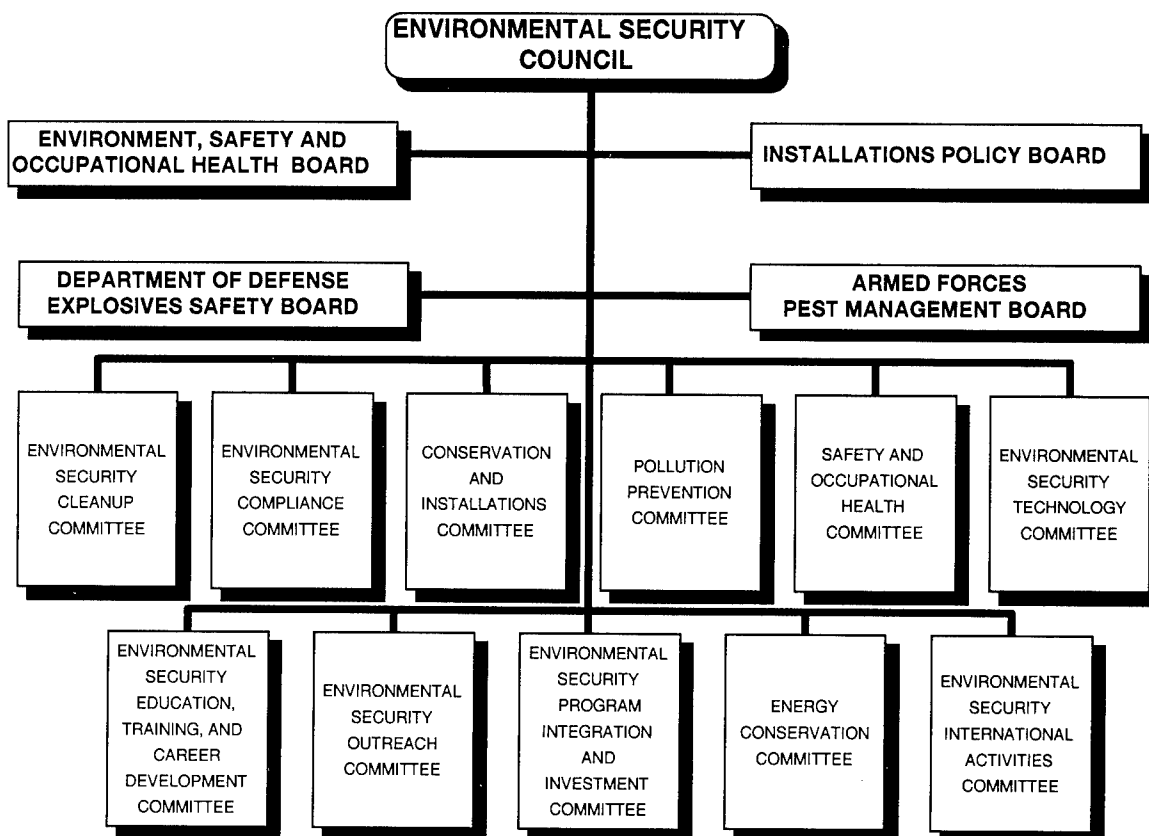 ENVIRONMENTAL SECURITY
COUNCIL
ENVIRONMENT, SAFETY AND
OCCUPATIONAL HEALTH BOARD
INSTALLATIONS POLICY BOARD
DEPARTMENT OF DEFENSE
EXPLOSIVES SAFETY BOARD
ARMED FORCES
PEST MANAGEMENT BOARD
ENVIRONMENTAL
SECURITY
CLEANUP
COMMITTEE
ENVIRONMENTAL
SECURITY
COMPLIANCE
COMMITTEE
CONSERVATION
AND
INSTALLATIONS
COMMITTEE
POLLUTION
PREVENTION
COMMITTEE
SAFETY AND
OCCUPATIONAL
HEALTH
COMMITTEE
ENVIRONMENTAL
SECURITY
TECHNOLOGY
COMMITTEE
ENVIRONMENTAL
SECURITY
EDUCATION,
TRAINING, AND
CAREER
DEVELOPMENT
COMMITTEE
ENVIRONMENTAL
SECURITY
OUTREACH
COMMITTEE
ENVIRONMENTAL
SECURITY
PROGRAM
INTEGRATION
AND
INVESTMENT
COMMITTEE
ENERGY
CONSERVATION
COMMITTEE
ENVIRONMENTAL
SECURITY
INTERNATIONAL
ACTIVITIES
COMMITTEE